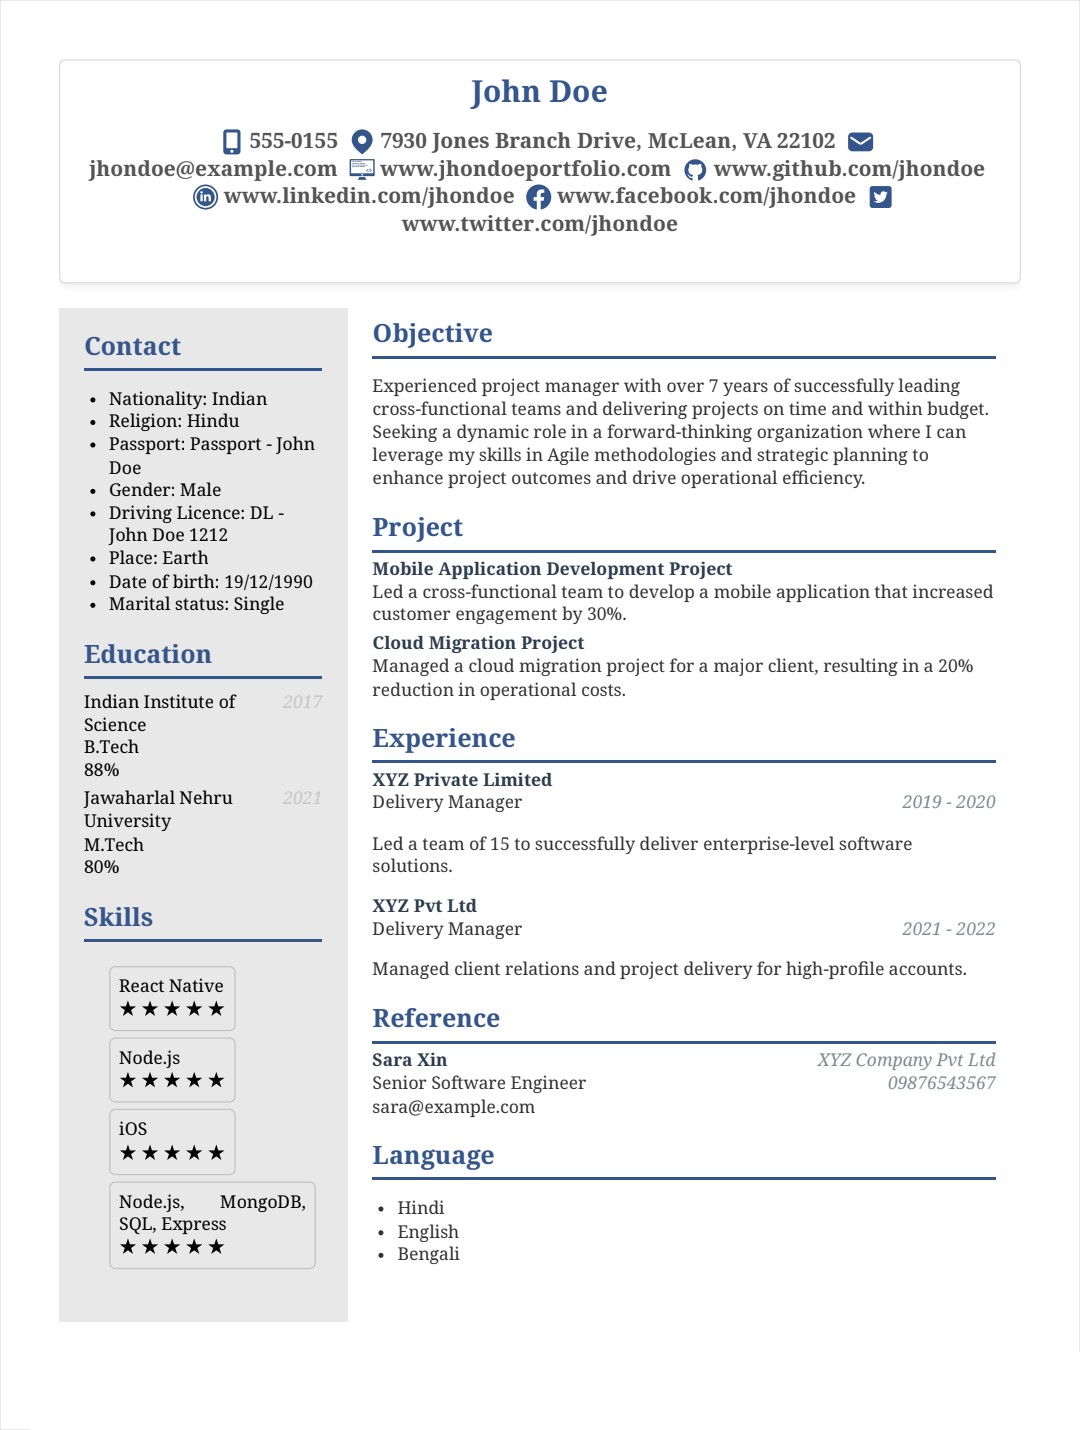 John Doe
555-0155 7930 Jones Branch Drive, McLean, VA 22102
jhondoe@example.com www.jhondoeportfolio.com www.github.com/jhondoe
www.linkedin.com/jhondoe www.facebook.com/jhondoe
www.twitter.com/jhondoe
Contact
• Nationality: Indian
• Religion: Hindu
• Passport: Passport - John
Doe
• Gender: Male
• Driving Licence: DL -
John Doe 1212
• Place: Earth
• Date of birth: 19/12/1990
• Marital status: Single
Education
Indian Institute of 2017
Science
B.Tech
88%
Jawaharlal Nehru 2021
University
M.Tech
80%
Skills
React Native
★ ★ ★ ★ ★
Node.js
★ ★ ★ ★ ★
iOS
★ ★ ★ ★ ★
Node.js, MongoDB,
SQL, Express
★ ★ ★ ★ ★
Objective
Experienced project manager with over 7 years of successfully leading
cross-functional teams and delivering projects on time and within budget.
Seeking a dynamic role in a forward-thinking organization where I can
leverage my skills in Agile methodologies and strategic planning to
enhance project outcomes and drive operational efficiency.
Project
Mobile Application Development Project
Led a cross-functional team to develop a mobile application that increased
customer engagement by 30%.
Cloud Migration Project
Managed a cloud migration project for a major client, resulting in a 20%
reduction in operational costs.
Experience
XYZ Private Limited
Delivery Manager 2019 - 2020
Led a team of 15 to successfully deliver enterprise-level software
solutions.
XYZ Pvt Ltd
Delivery Manager 2021 - 2022
Managed client relations and project delivery for high-profile accounts.
Reference
Sara Xin XYZ Company Pvt Ltd
Senior Software Engineer 09876543567
sara@example.com
Language
• Hindi
• English
• Bengali